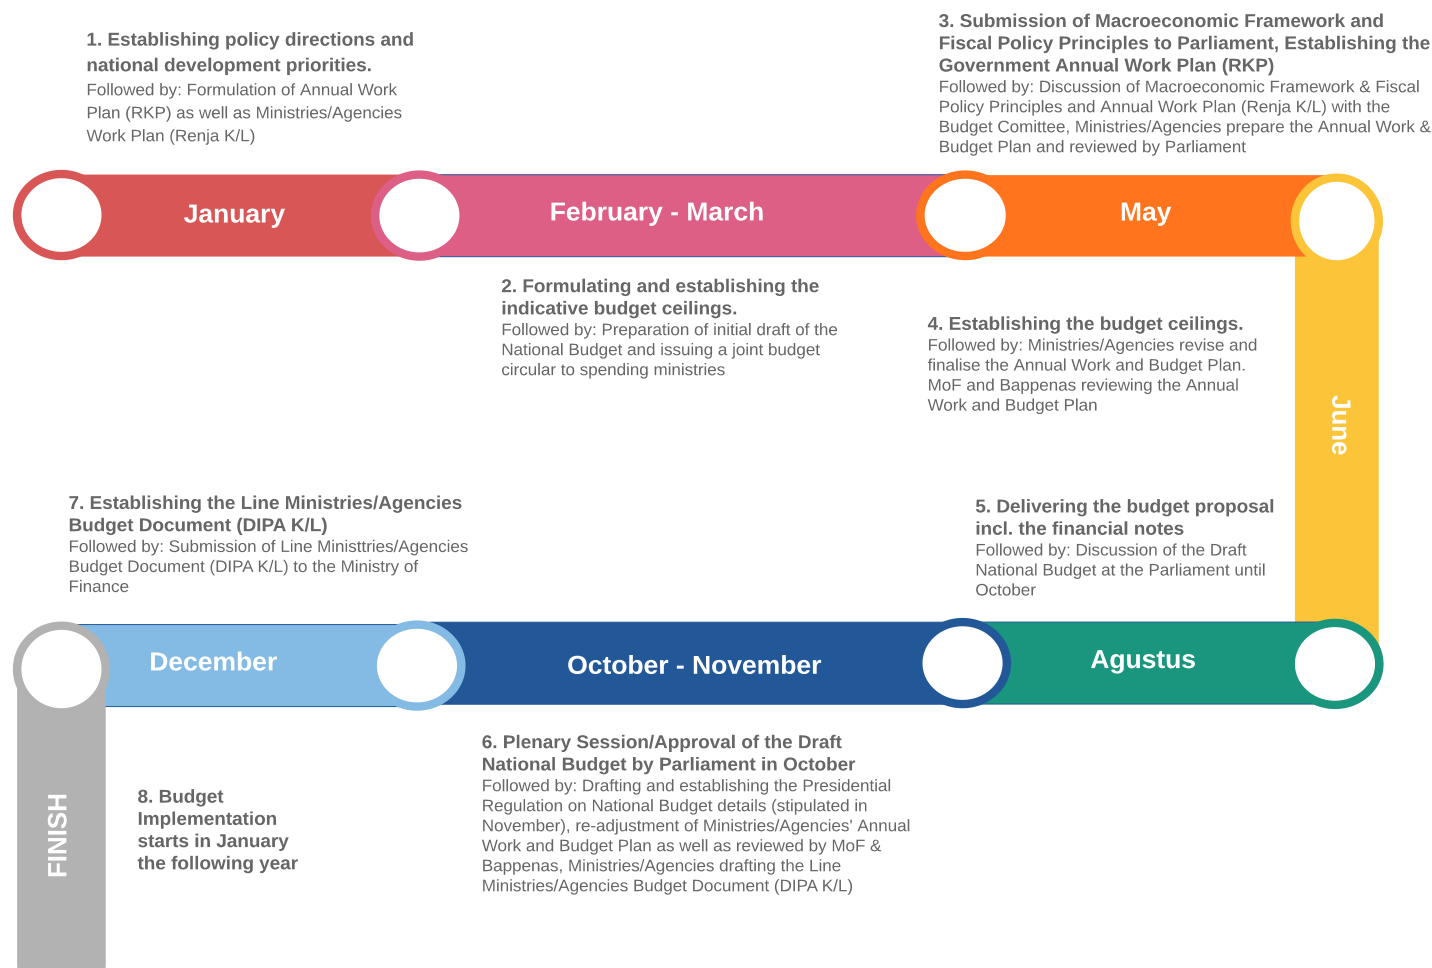 1. Establishing policy directions and
national development priorities.
Followed by: Formulation of Annual Work
Plan (RKP) as well as Ministries/Agencies
Work Plan (Renja K/L)
3. Submission of Macroeconomic Framework and
Fiscal Policy Principles to Parliament, Establishing the
Government Annual Work Plan (RKP)
Followed by: Discussion of Macroeconomic Framework & Fiscal
Policy Principles and Annual Work Plan (Renja K/L) with the
Budget Comittee, Ministries/Agencies prepare the Annual Work &
Budget Plan and reviewed by Parliament
January
February - March
May
2. Formulating and establishing the
indicative budget ceilings.
Followed by: Preparation of initial draft of the
National Budget and issuing a joint budget
circular to spending ministries
4. Establishing the budget ceilings.
Followed by: Ministries/Agencies revise and
finalise the Annual Work and Budget Plan.
MoF and Bappenas reviewing the Annual
Work and Budget Plan
June
5. Delivering the budget proposal
incl. the financial notes
Followed by: Discussion of the Draft
National Budget at the Parliament until
October
7. Establishing the Line Ministries/Agencies
Budget Document (DIPA K/L)
Followed by: Submission of Line Ministtries/Agencies
Budget Document (DIPA K/L) to the Ministry of
Finance
December
October - November
Agustus
6. Plenary Session/Approval of the Draft
National Budget by Parliament in October
Followed by: Drafting and establishing the Presidential
Regulation on National Budget details (stipulated in
November), re-adjustment of Ministries/Agencies' Annual
Work and Budget Plan as well as reviewed by MoF &
Bappenas, Ministries/Agencies drafting the Line
Ministries/Agencies Budget Document (DIPA K/L)
8. Budget
Implementation
starts in January
the following year
FINISH